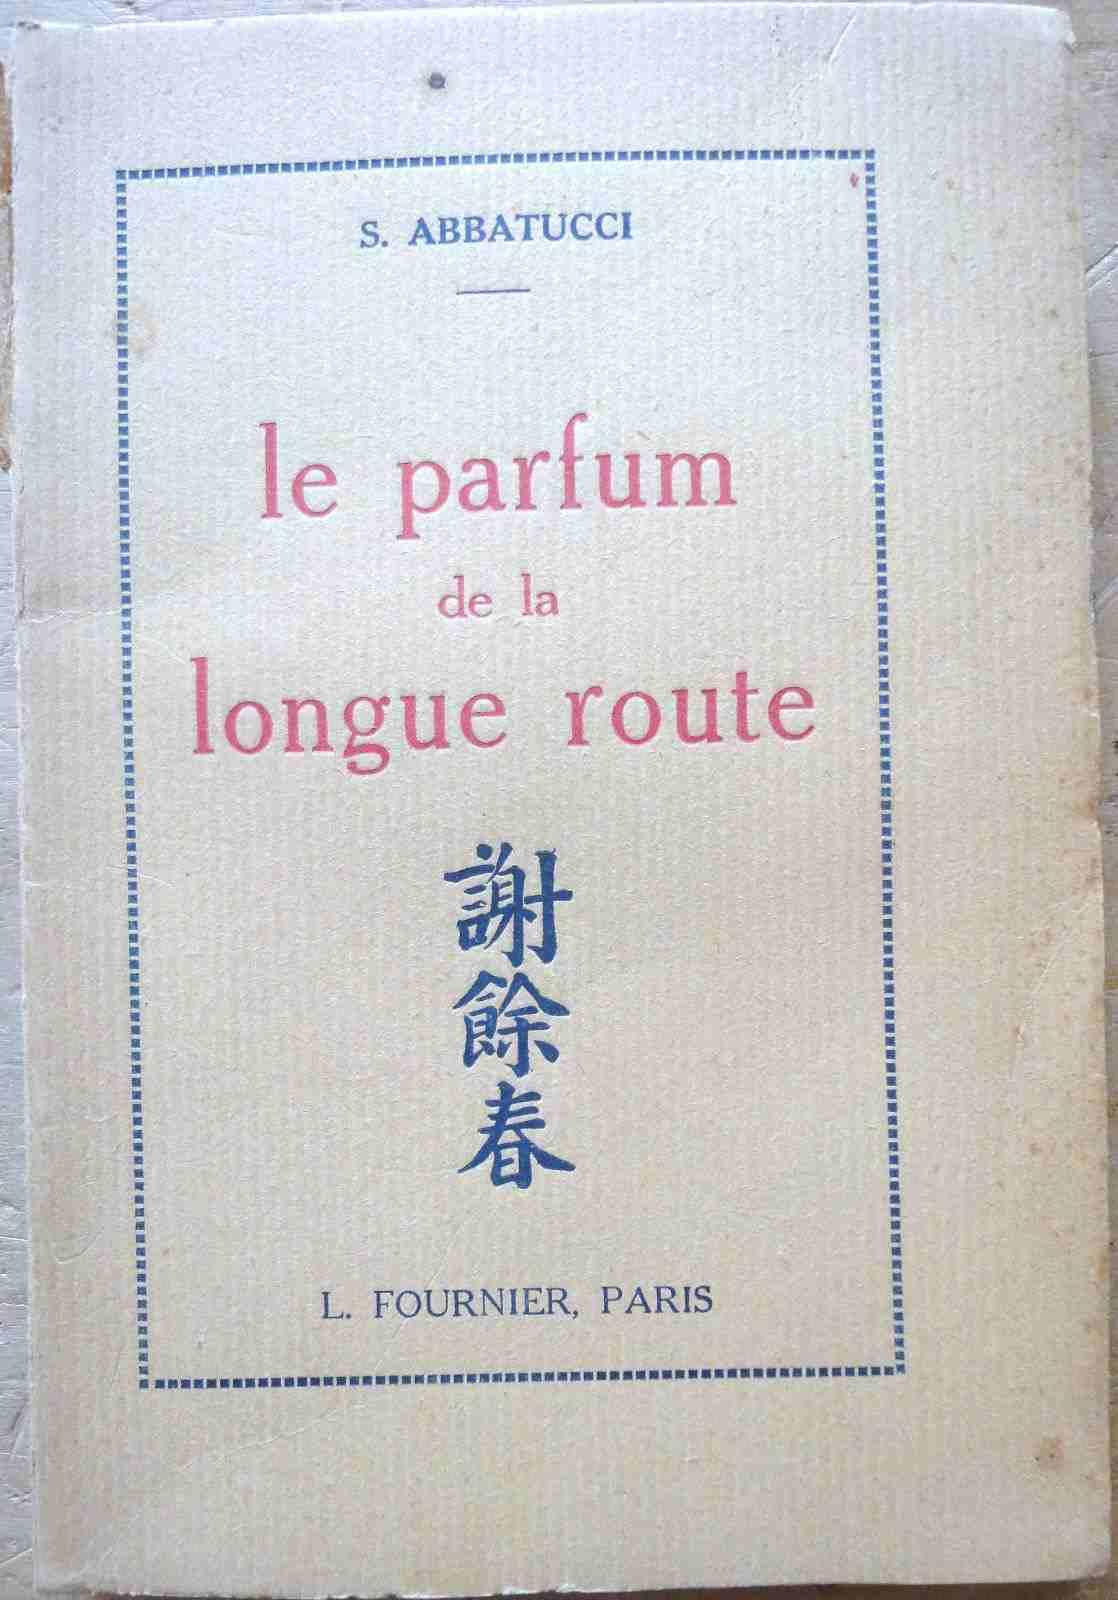 S. ABBATUCCI
le parfum
de la
longue route
謝餘春
L. FOURNIER, PARIS